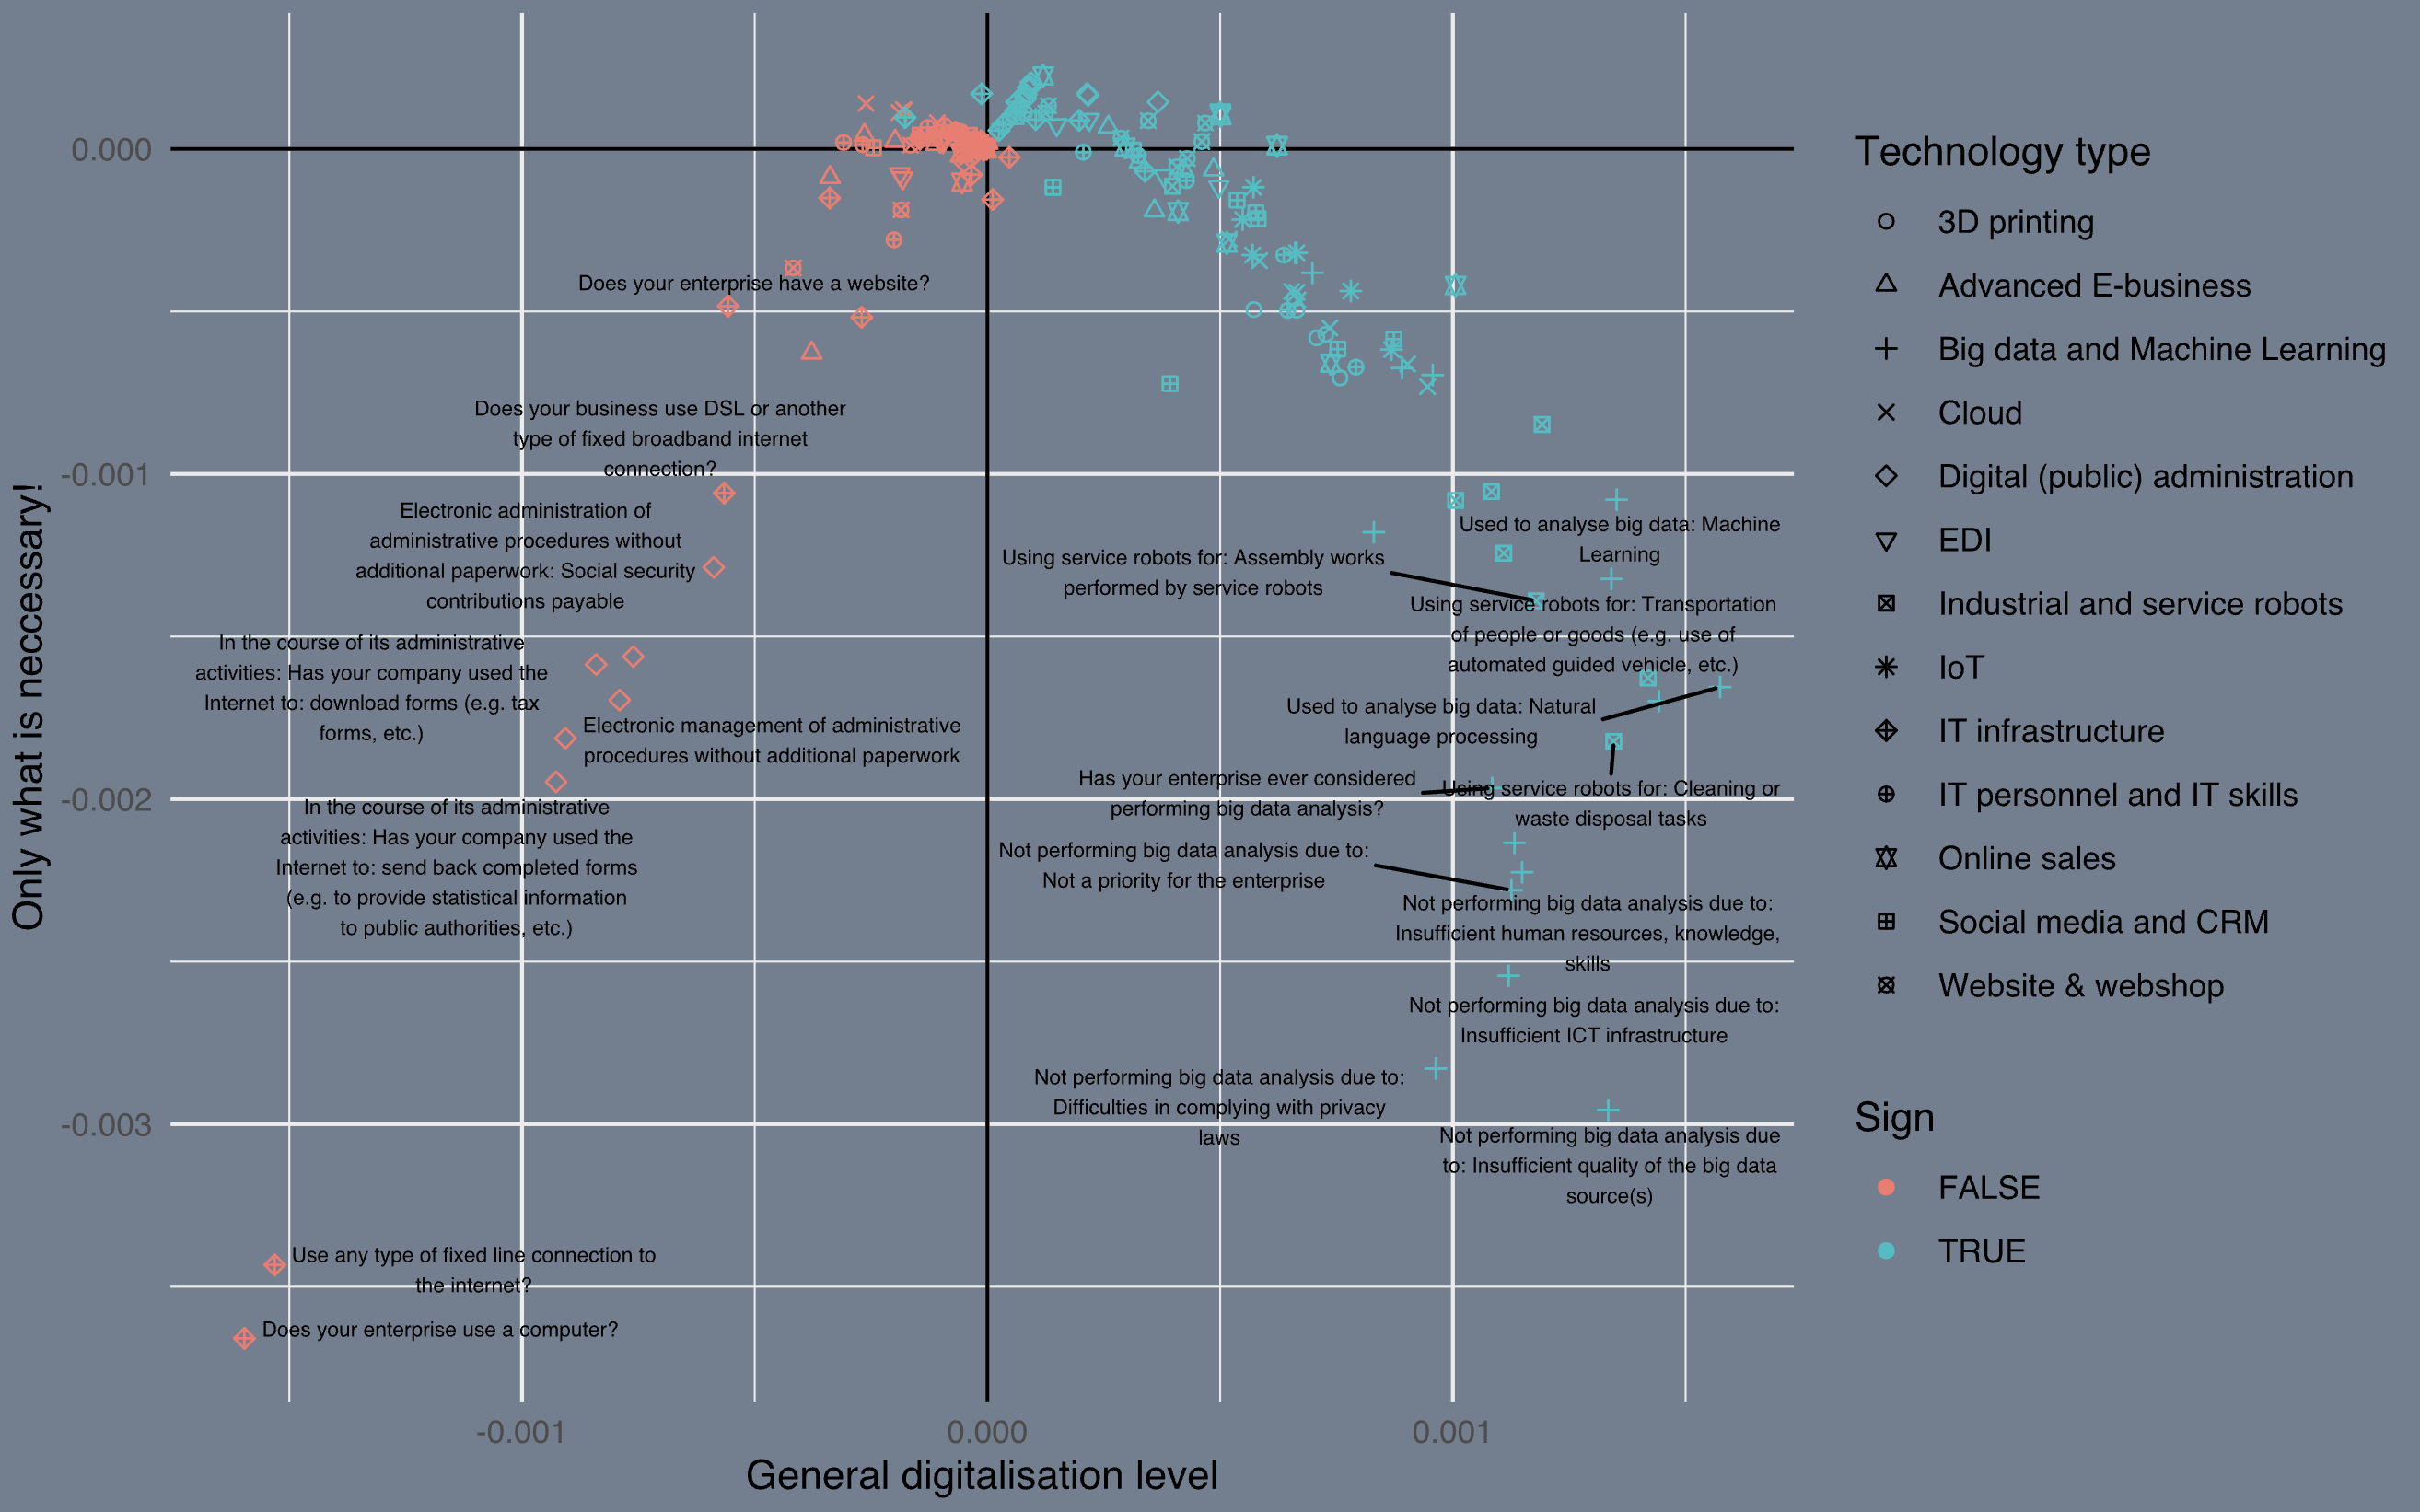 0.000
-0.001
-0.002
-0.003
Only what is neccessary!
Does your enterprise have a website?
Does your business use DSL or another
type of fixed broadband internet
connection?
Electronic administration of
administrative procedures without
additional paperwork: Social security
contributions payable
In the course of its administrative
activities: Has your company used the
Internet to: download forms (e.g. tax
forms, etc.)
Electronic management of administrative
procedures without additional paperwork
In the course of its administrative
activities: Has your company used the
Internet to: send back completed forms
(e.g. to provide statistical information
to public authorities, etc.)
Use any type of fixed line connection to
the internet?
Does your enterprise use a computer?
Used to analyse big data: Machine
Learning
Using service robots for: Assembly works
performed by service robots
Using service robots for: Transportation
of people or goods (e.g. use of
automated guided vehicle, etc.)
Used to analyse big data: Natural
language processing
Has your enterprise ever considered
performing big data analysis?
Using service robots for: Cleaning or
waste disposal tasks
Not performing big data analysis due to:
Not a priority for the enterprise
Not performing big data analysis due to:
Insufficient human resources, knowledge,
skills
Not performing big data analysis due to:
Insufficient ICT infrastructure
Not performing big data analysis due to:
Difficulties in complying with privacy
laws
Not performing big data analysis due
to: Insufficient quality of the big data
source(s)
-0.001
0.000
0.001
General digitalisation level
Technology type
3D printing
Advanced E-business
Big data and Machine Learning
Cloud
Digital (public) administration
EDI
Industrial and service robots
IoT
IT infrastructure
IT personnel and IT skills
Online sales
Social media and CRM
Website & webshop
Sign
FALSE
TRUE